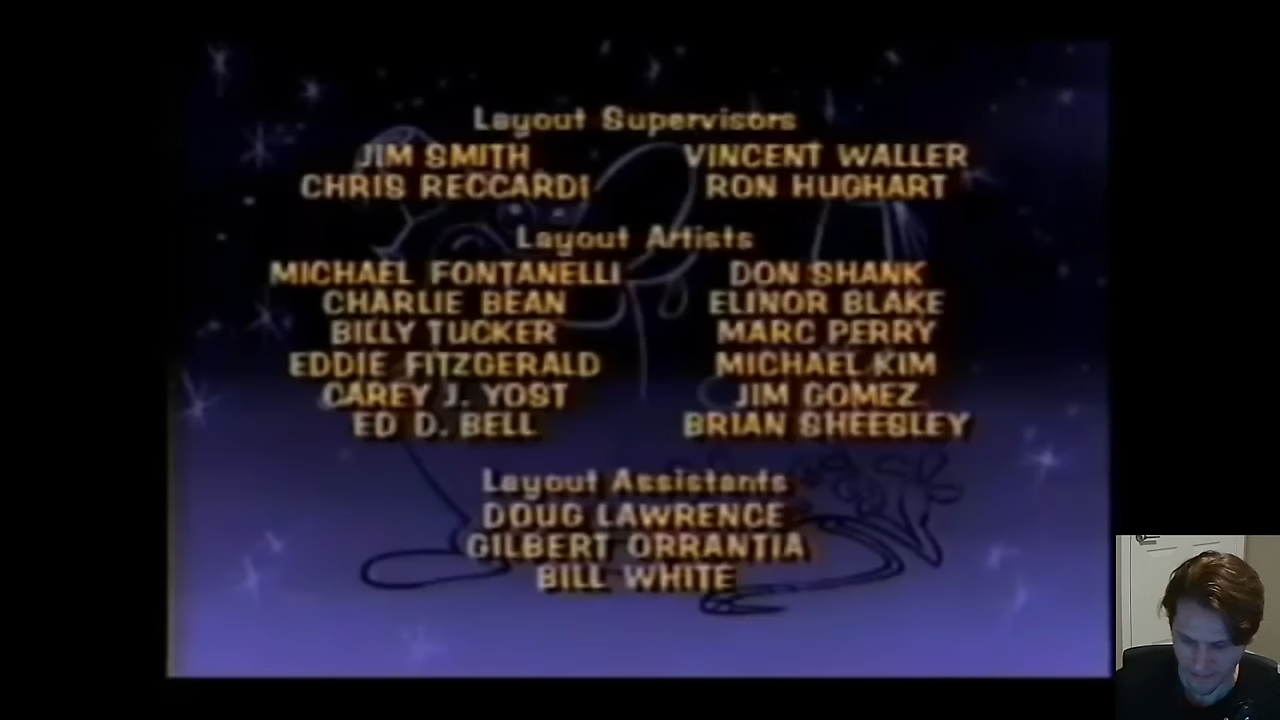 Layout Supervisors
JIM SMITH VINCENT WALLER
CHRIS RECCARDI RON HUGHART
Layout Artists
MICHAEL FONTANELLI DON SHANK
CHARLIE BEAN ELINOR BLAKE
BILLY TUCKER MARC PERRY
EDDIE FITZGERALD MICHAEL KIM
CAREY J. YOST JIM GOMEZ
ED D. BELL BRIAN SHEESLEY
Layout Assistants
DOUG LAWRENCE
GILBERT ORRANTIA
BILL WHITE